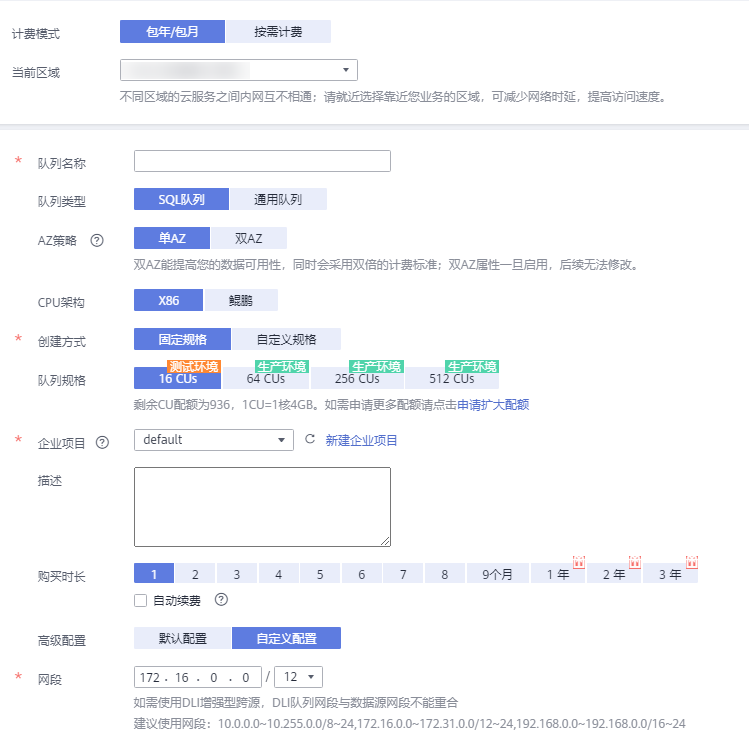 计费模式 包年/包月 按需计费
当前区域
不同区域的云服务之间内网互不相通；请就近选择靠近您业务的区域，可减少网络时延，提高访问速度。
* 队列名称
队列类型 SQL队列 通用队列
AZ策略 ? 单AZ 双AZ
双AZ能提高您的数据可用性，同时会采用双倍的计费标准；双AZ属性一旦启用，后续无法修改。
CPU架构 X86 鲲鹏
* 创建方式 固定规格 自定义规格
测试环境 生产环境 生产环境 生产环境
队列规格 16 CUs 64 CUs 256 CUs 512 CUs
剩余CU配额为936，1CU=1核4GB。如需申请更多配额请点击申请扩大配额
* 企业项目 ? default 新建企业项目
描述
购买时长 1 2 3 4 5 6 7 8 9个月 1 年 2 年 3 年
自动续费 ?
高级配置 默认配置 自定义配置
* 网段 172 . 16 . 0 . 0 / 12
如需使用DLI增强型跨源，DLI队列网段与数据源网段不能重合
建议使用网段：10.0.0.0~10.255.0.0/8~24,172.16.0.0~172.31.0.0/12~24,192.168.0.0~192.168.0.0/16~24